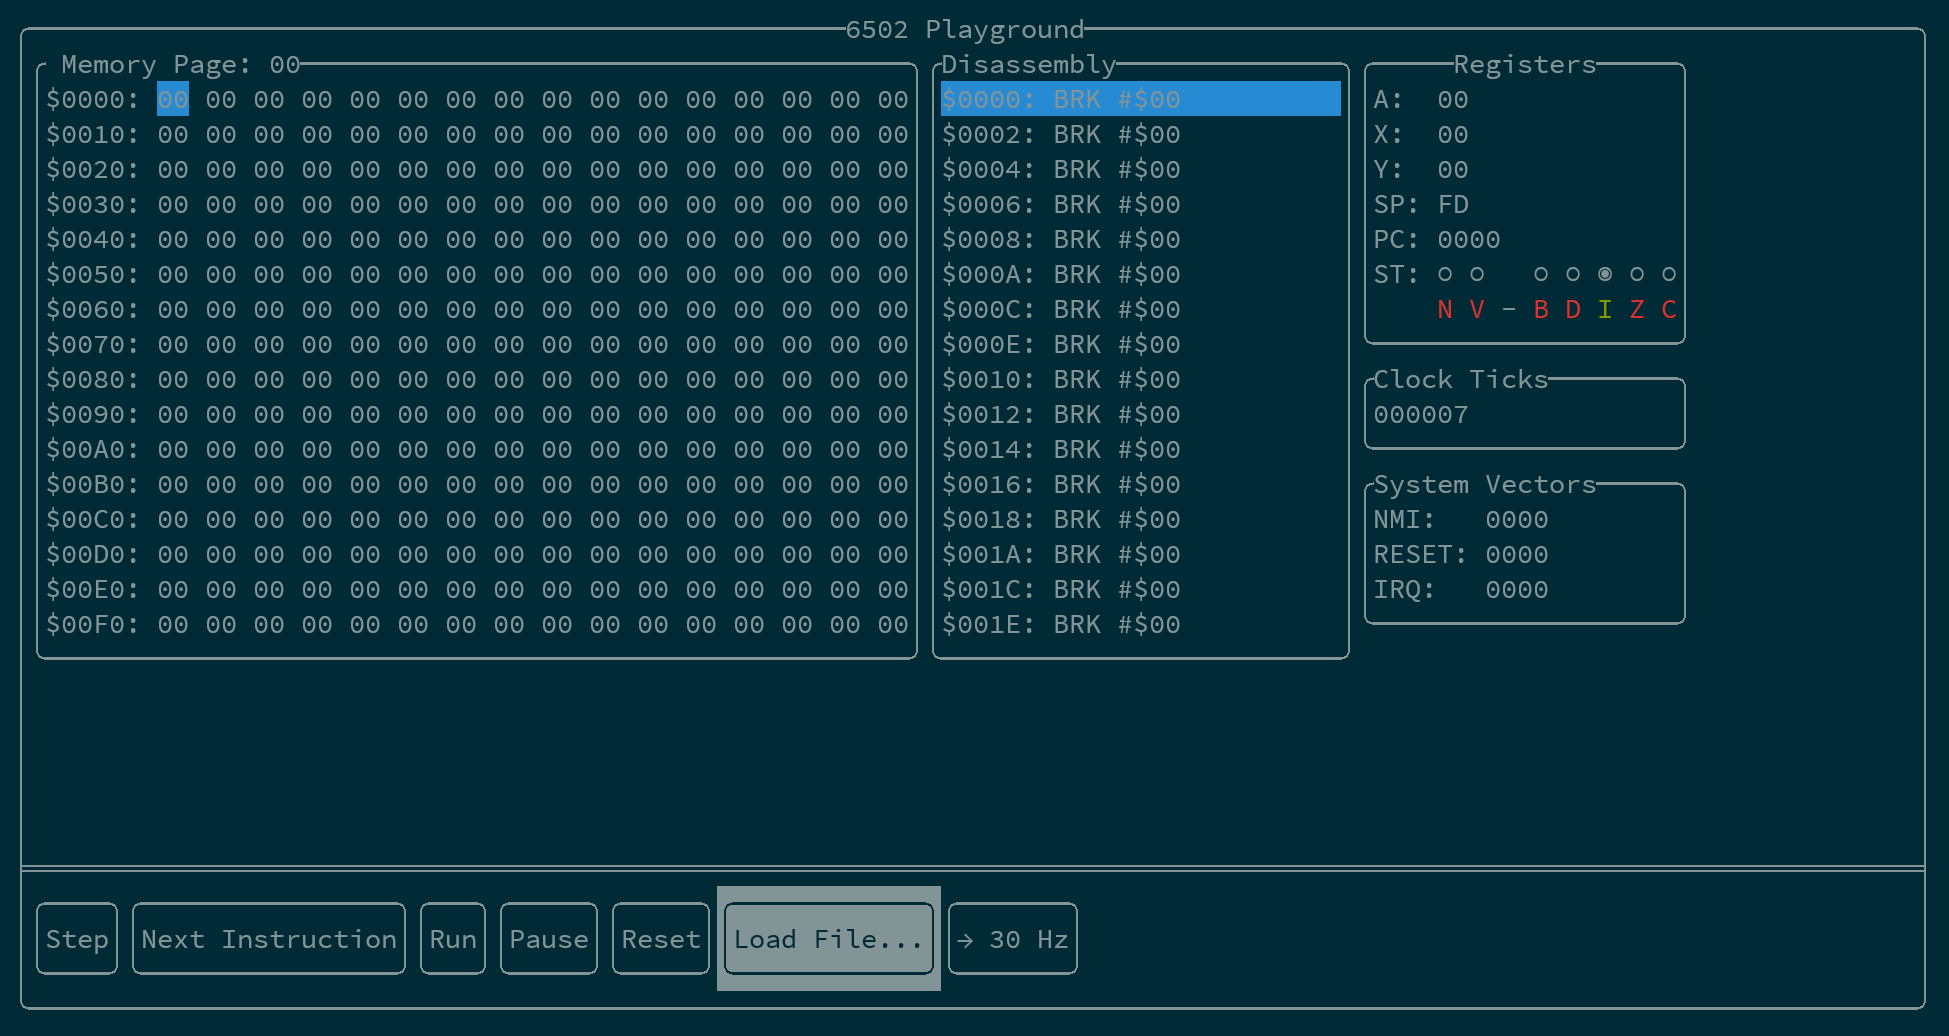 6502 Playground
Memory Page: 00
$0000: 00 00 00 00 00 00 00 00 00 00 00 00 00 00 00 00
$0010: 00 00 00 00 00 00 00 00 00 00 00 00 00 00 00 00
$0020: 00 00 00 00 00 00 00 00 00 00 00 00 00 00 00 00
$0030: 00 00 00 00 00 00 00 00 00 00 00 00 00 00 00 00
$0040: 00 00 00 00 00 00 00 00 00 00 00 00 00 00 00 00
$0050: 00 00 00 00 00 00 00 00 00 00 00 00 00 00 00 00
$0060: 00 00 00 00 00 00 00 00 00 00 00 00 00 00 00 00
$0070: 00 00 00 00 00 00 00 00 00 00 00 00 00 00 00 00
$0080: 00 00 00 00 00 00 00 00 00 00 00 00 00 00 00 00
$0090: 00 00 00 00 00 00 00 00 00 00 00 00 00 00 00 00
$00A0: 00 00 00 00 00 00 00 00 00 00 00 00 00 00 00 00
$00B0: 00 00 00 00 00 00 00 00 00 00 00 00 00 00 00 00
$00C0: 00 00 00 00 00 00 00 00 00 00 00 00 00 00 00 00
$00D0: 00 00 00 00 00 00 00 00 00 00 00 00 00 00 00 00
$00E0: 00 00 00 00 00 00 00 00 00 00 00 00 00 00 00 00
$00F0: 00 00 00 00 00 00 00 00 00 00 00 00 00 00 00 00
Disassembly
$0000: BRK #$00
$0002: BRK #$00
$0004: BRK #$00
$0006: BRK #$00
$0008: BRK #$00
$000A: BRK #$00
$000C: BRK #$00
$000E: BRK #$00
$0010: BRK #$00
$0012: BRK #$00
$0014: BRK #$00
$0016: BRK #$00
$0018: BRK #$00
$001A: BRK #$00
$001C: BRK #$00
$001E: BRK #$00
Registers
A: 00
X: 00
Y: 00
SP: FD
PC: 0000
ST: ○ ○ ○ ○ ◉ ○ ○
N V - B D I Z C
Clock Ticks
000007
System Vectors
NMI: 0000
RESET: 0000
IRQ: 0000
Step
Next Instruction
Run
Pause
Reset
Load File...
→ 30 Hz